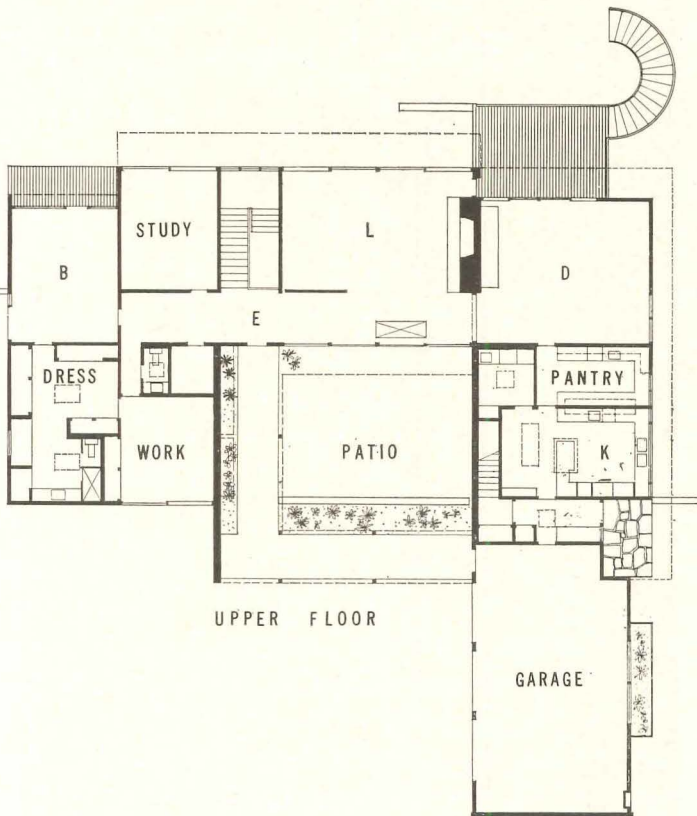 STUDY
L
B
D
E
DRESS
PANTRY
WORK
PATIO
K
UPPER FLOOR
GARAGE